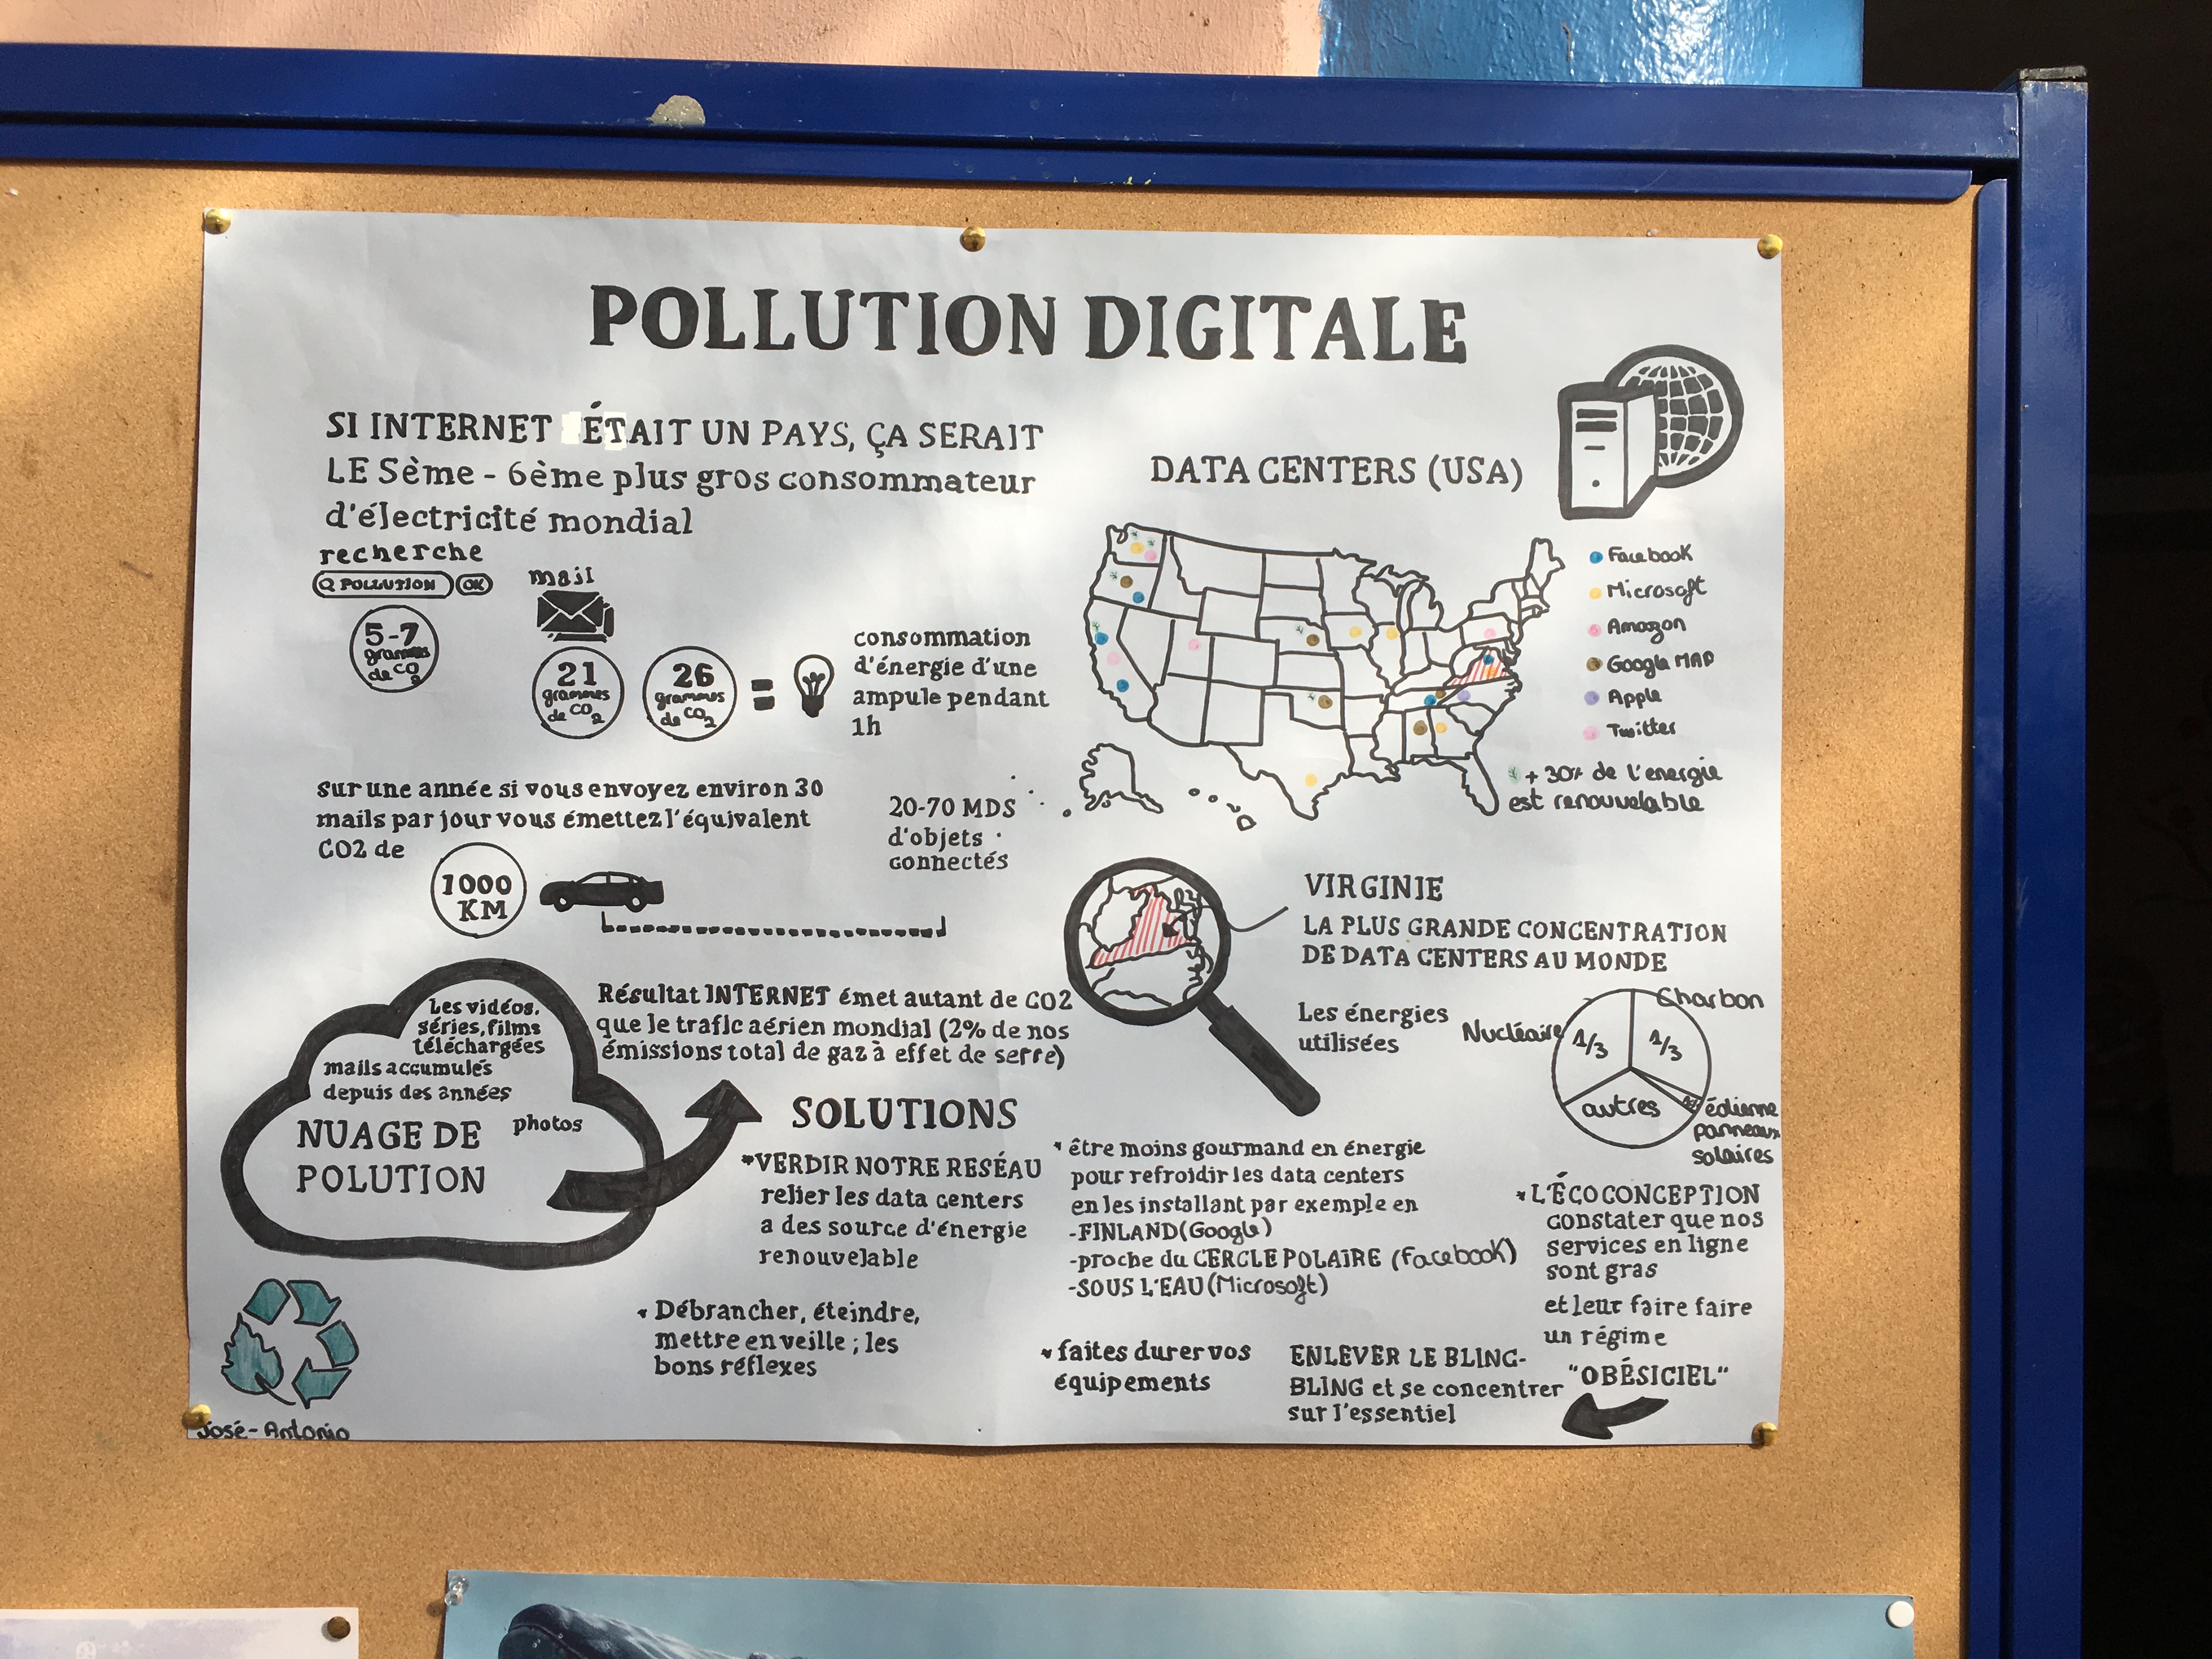 POLLUTION DIGITALE
SI INTERNET ÉTAIT UN PAYS, ÇA SERAIT
LE 5ème - 6ème plus gros consommateur
d'électricité mondial
recherche
POLLUTION OK
5-7
grammes
de CO2
mail
21
grammes
de CO2
26
grammes
de CO2
=
consommation
d'énergie d'une
ampule pendant
1h
sur une année si vous envoyez environ 30
mails par jour vous émettez l'équivalent
CO2 de
1000
KM
20-70 MDS
d'objets
connectés
DATA CENTERS (USA)
Facebook
Microsoft
Amazon
Google MAP
Apple
Twitter
+ 30% de l'energie
est renouvelable
VIRGINIE
LA PLUS GRANDE CONCENTRATION
DE DATA CENTERS AU MONDE
Les énergies
utilisées
Nucléaire
1/3
Charbon
1/3
autres
éolienne
panneaux
solaires
Les vidéos,
séries, films
téléchargées
mails accumulés
depuis des années
photos
NUAGE DE
POLUTION
Résultat INTERNET émet autant de CO2
que le trafic aérien mondial (2% de nos
émissions total de gaz à effet de serre)
SOLUTIONS
*VERDIR NOTRE RESÉAU
relier les data centers
a des source d'énergie
renouvelable
* Débrancher, éteindre,
mettre en veille ; les
bons réflexes
* être moins gourmand en énergie
pour refroidir les data centers
en les installant par exemple en
-FINLAND (Google)
-proche du CERCLE POLAIRE (Facebook)
-SOUS L'EAU (Microsoft)
* faites durer vos
équipements
* L'ÉCOCONCEPTION
constater que nos
services en ligne
sont gras
et leur faire faire
un régime
"OBÉSICIEL"
ENLEVER LE BLING-
BLING et se concentrer
sur l'essentiel
José-Antonio